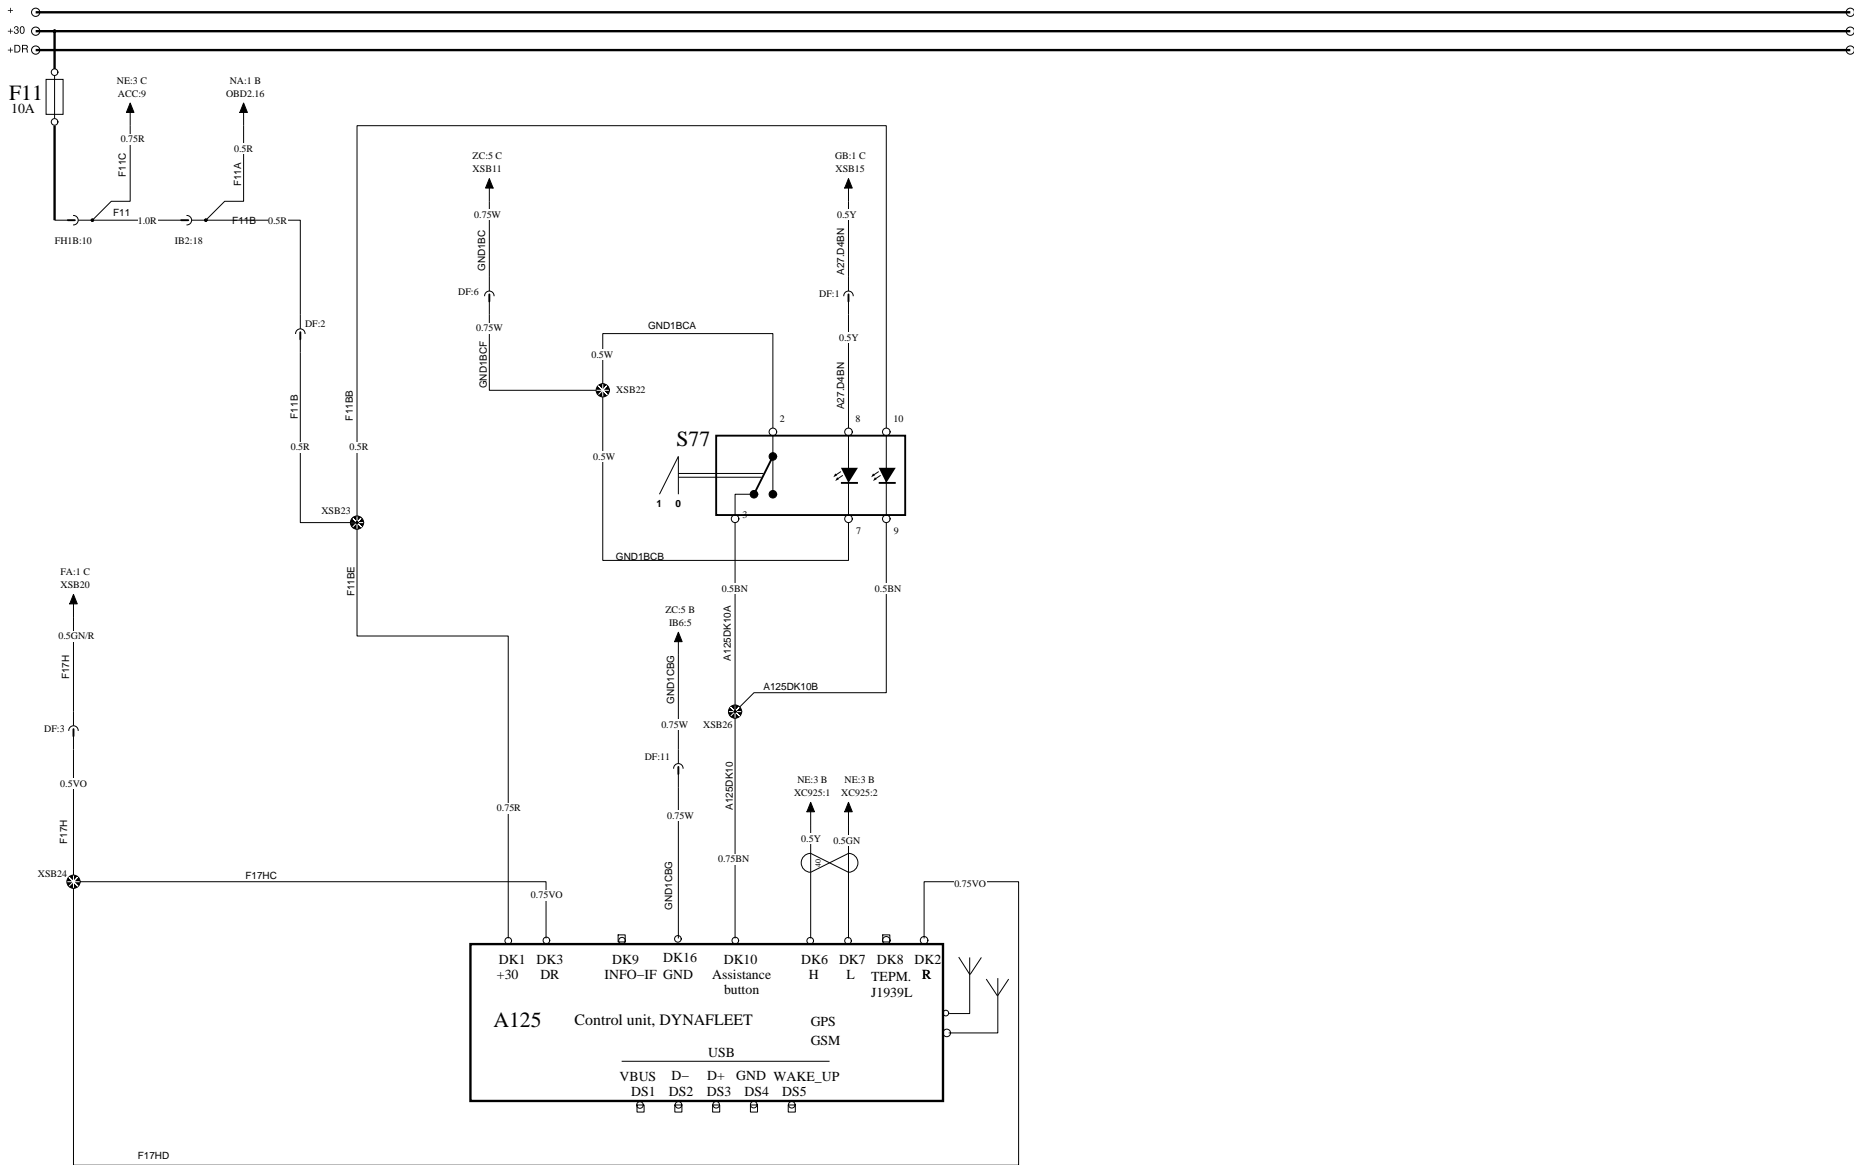 +
+30
+DR
F11
10A
NE:3 C
ACC:9
NA:1 B
OBD2.16
0.75R
F11C
0.5R
F11A
F11
1.0R
F11B
0.5R
FH1B:10
IB2:18
ZC:5 C
XSB11
GB:1 C
XSB15
0.75W
GND1BC
0.5Y
A27.D4BN
DF:6
DF:1
DF:2
0.75W
GND1BCF
GND1BCA
0.5W
0.5Y
A27.D4BN
XSB22
F11B
0.5R
F11BB
0.5R
0.5W
2
8
10
S77
1
0
3
7
9
XSB23
GND1BCB
F11BE
FA:1 C
XSB20
0.5BN
0.5BN
ZC:5 B
IB6:5
0.5GN/R
F17H
GND1CBG
A125DK10A
A125DK10B
0.75W
XSB26
DF:3
DF:11
0.5VO
F17H
0.75R
0.75W
A125DK10
NE:3 B
XC925:1
NE:3 B
XC925:2
0.5Y
0.5GN
40
0.75BN
XSB24
F17HC
0.75VO
GND1CBG
0.75VO
DK1
+30
DK3
DR
DK9
INFO−IF
DK16
GND
DK10
Assistance
button
DK6
H
DK7
L
DK8
TEPM.
J1939L
DK2
R
A125
Control unit, DYNAFLEET
GPS
GSM
USB
VBUS D− D+ GND WAKE_UP
DS1 DS2 DS3 DS4 DS5
F17HD